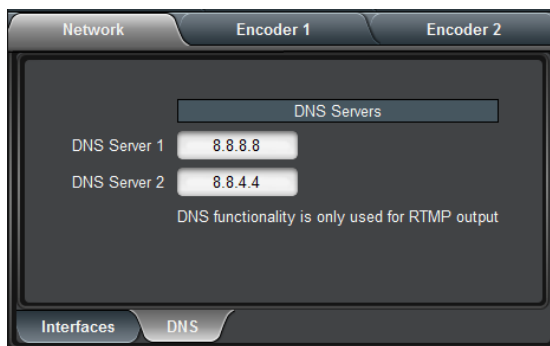 Network Encoder 1 Encoder 2
DNS Servers
DNS Server 1 8.8.8.8
DNS Server 2 8.8.4.4
DNS functionality is only used for RTMP output
Interfaces DNS